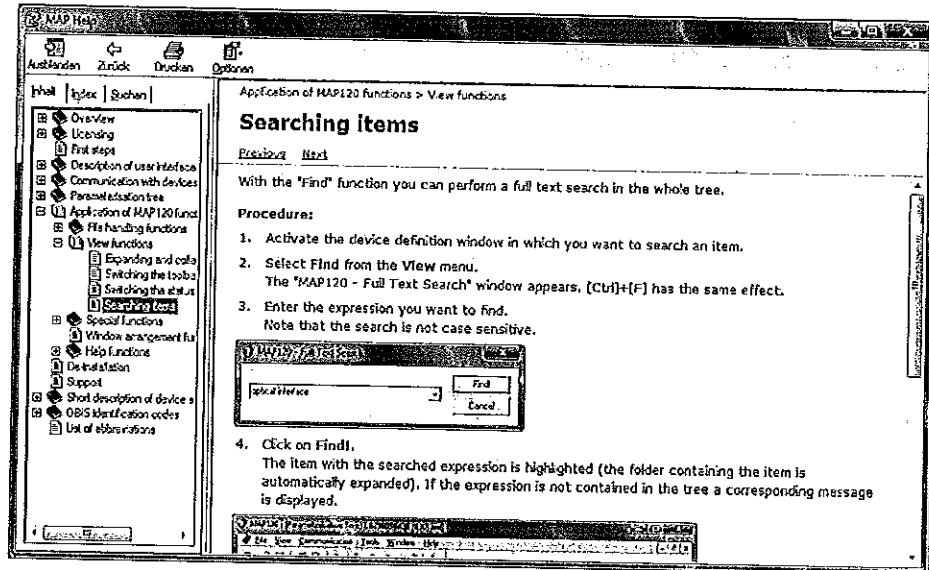 MAP Help
Ausblenden Zurück Drucken Optionen
Inhalt Index Suchen
Overview
Licensing
First steps
Description of user interface
Communication with devices
Parameterisation tree
Application of MAP120 funct
File handling functions
View functions
Expanding and colla
Switching the toolba
Switching the status
Searching items
Special functions
Window arrangement fun
Help functions
De-installation
Support
Short description of device s
OBIS identification codes
List of abbreviations
Application of MAP120 functions > View functions
Searching items
Previous Next
With the "Find" function you can perform a full text search in the whole tree.
Procedure:
1. Activate the device definition window in which you want to search an item.
2. Select Find from the View menu.
The "MAP120 - Full Text Search" window appears. [Ctrl]+[F] has the same effect.
3. Enter the expression you want to find.
Note that the search is not case sensitive.
MAP120 - Full Text Search
optical interface
Find!
Cancel
4. Click on Find!.
The item with the searched expression is highlighted (the folder containing the item is
automatically expanded). If the expression is not contained in the tree a corresponding message
is displayed.
File View Communication Tools Window Help